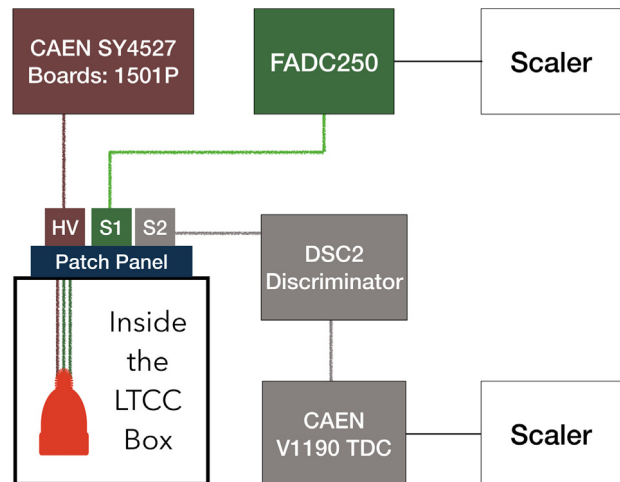 CAEN SY4527
Boards: 1501P
FADC250
Scaler
HV
S1
S2
Patch Panel
DSC2
Discriminator
Inside
the
LTCC
Box
CAEN
V1190 TDC
Scaler